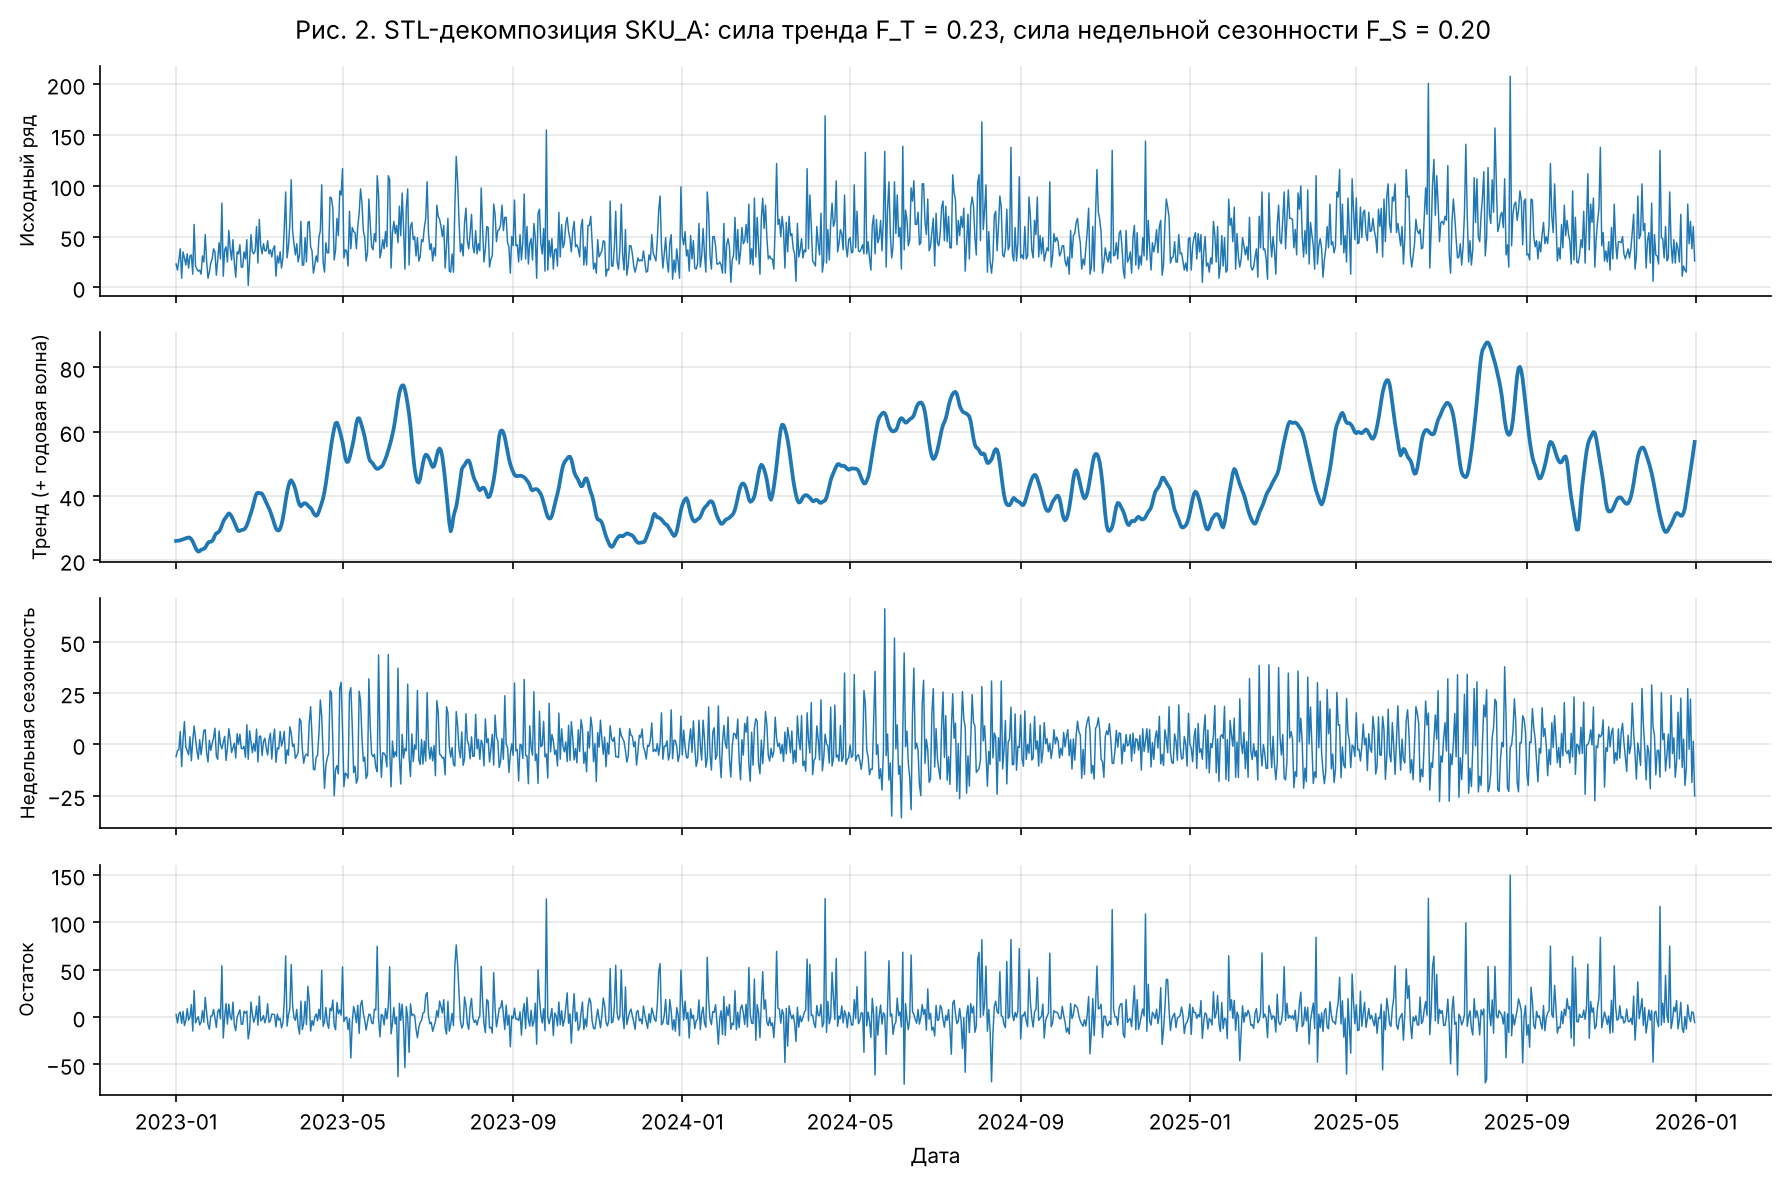 Рис. 2. STL-декомпозиция SKU_A: сила тренда F_T = 0.23, сила недельной сезонности F_S = 0.20
Исходный ряд
200
150
100
50
0
Тренд (+ годовая волна)
80
60
40
20
Недельная сезонность
50
25
0
−25
Остаток
150
100
50
0
−50
2023-01 2023-05 2023-09 2024-01 2024-05 2024-09 2025-01 2025-05 2025-09 2026-01
Дата